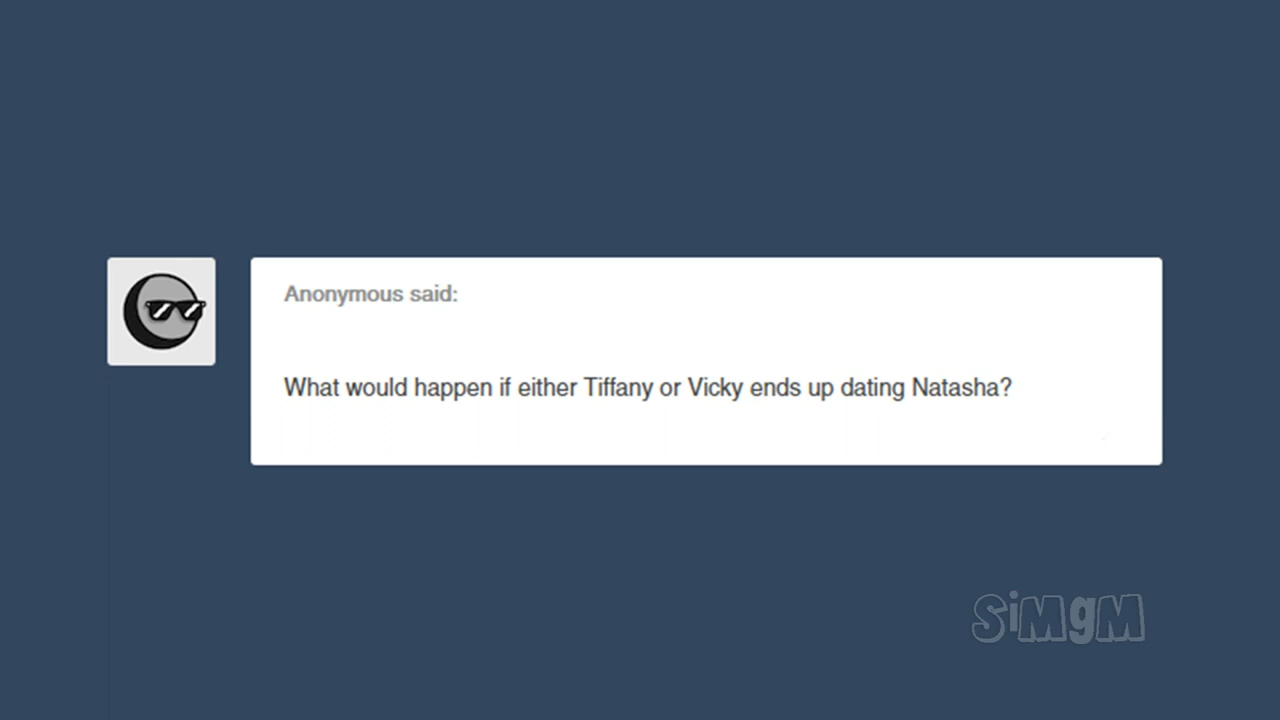 Anonymous said:
What would happen if either Tiffany or Vicky ends up dating Natasha?
SiMgM